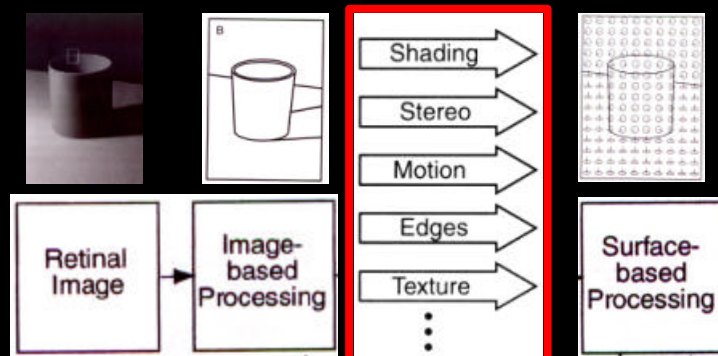 B
Shading
Stereo
Motion
Edges
Texture
Retinal
Image
Image-
based
Processing
Surface-
based
Processing